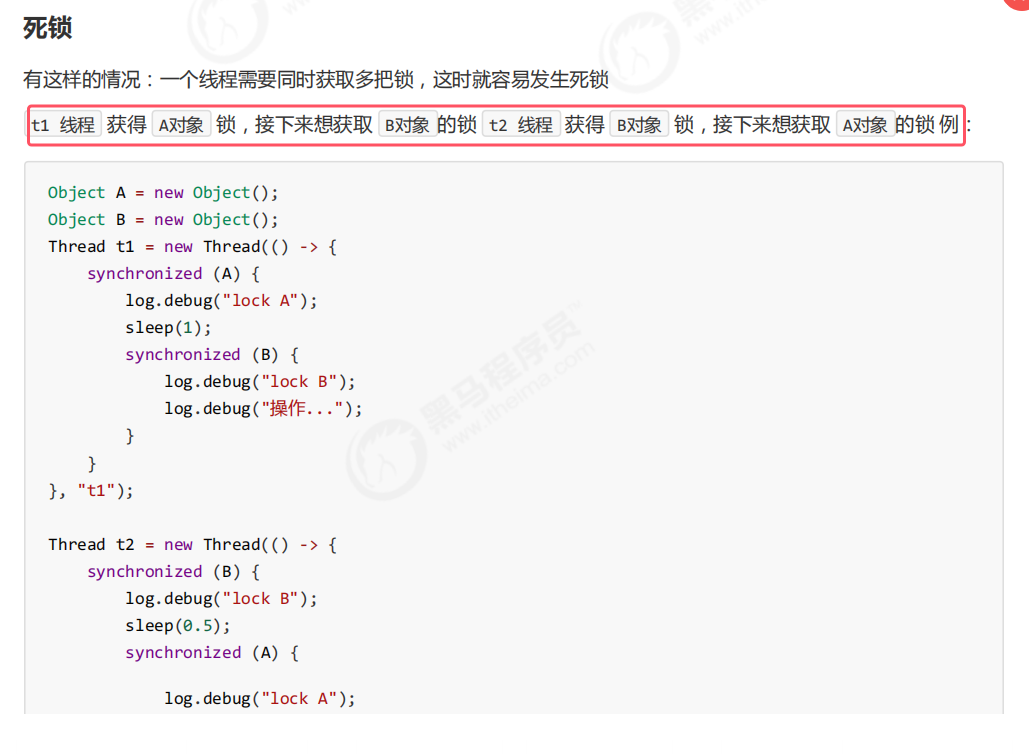 死锁
有这样的情况：一个线程需要同时获取多把锁，这时就容易发生死锁
t1 线程 获得 A对象 锁，接下来想获取 B对象 的锁 t2 线程 获得 B对象 锁，接下来想获取 A对象 的锁 例：
Object A = new Object();
Object B = new Object();
Thread t1 = new Thread(() -> {
    synchronized (A) {
        log.debug("lock A");
        sleep(1);
        synchronized (B) {
            log.debug("lock B");
            log.debug("操作...");
        }
    }
}, "t1");
Thread t2 = new Thread(() -> {
    synchronized (B) {
        log.debug("lock B");
        sleep(0.5);
        synchronized (A) {
            log.debug("lock A");
黑马程序员
www.itheima.com